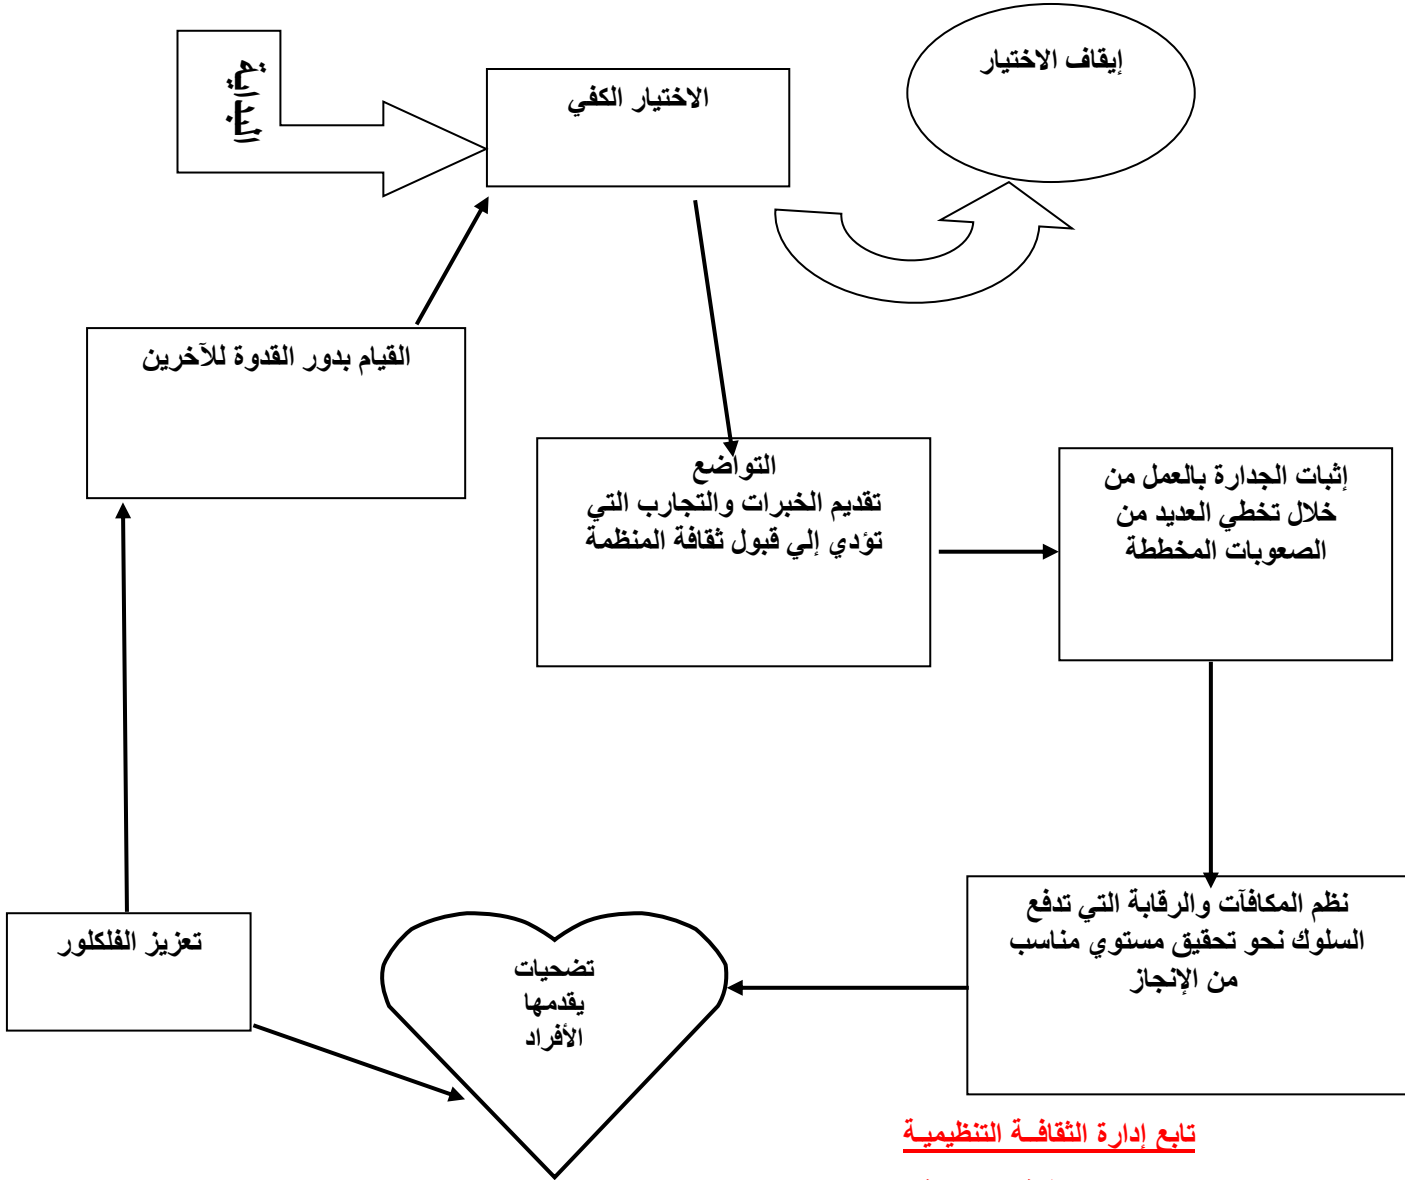 البداية
الاختيار الكفي
إيقاف الاختيار
القيام بدور القدوة للآخرين
التواضع
تقديم الخبرات والتجارب التي
تؤدي إلي قبول ثقافة المنظمة
إثبات الجدارة بالعمل من
خلال تخطي العديد من
الصعوبات المخططة
نظم المكافآت والرقابة التي تدفع
السلوك نحو تحقيق مستوي مناسب
من الإنجاز
تضحيات
يقدمها
الأفراد
تعزيز الفلكلور
تابع إدارة الثقافــة التنظيميـة